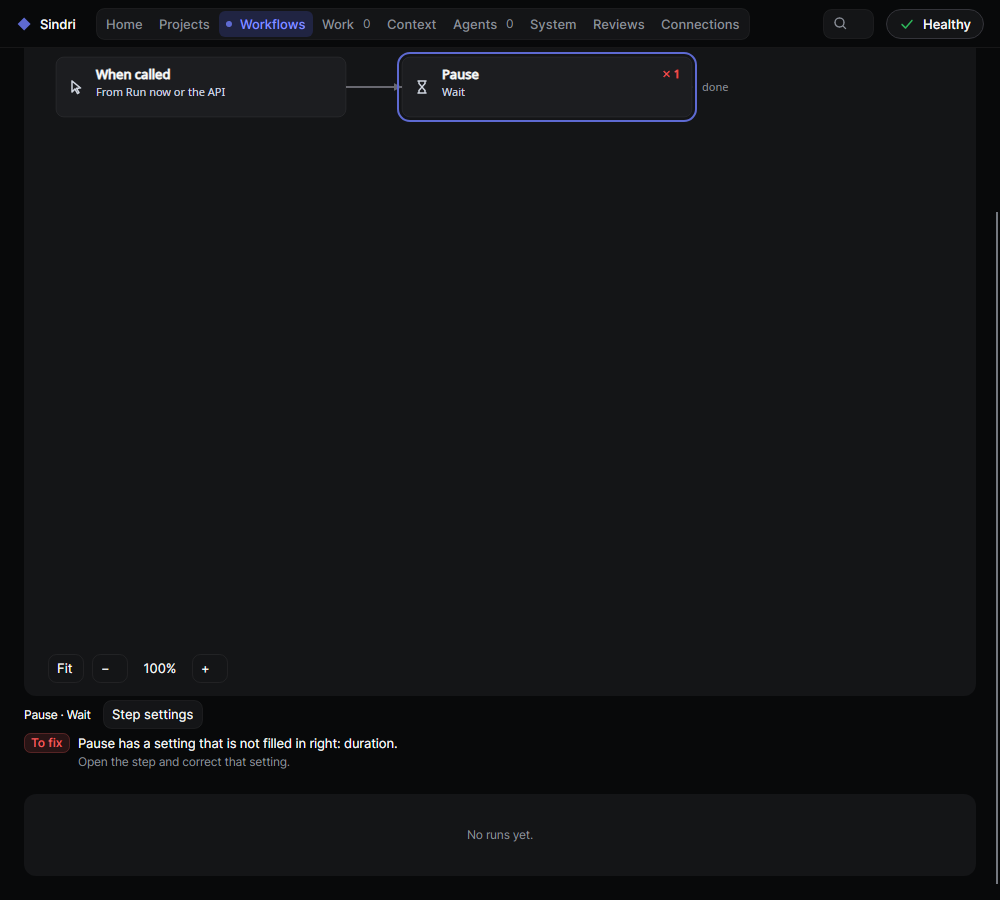 Sindri Home Projects Workflows Work 0 Context Agents 0 System Reviews Connections Healthy
When called
From Run now or the API
Pause × 1
Wait
done
Fit − 100% +
Pause · Wait Step settings
To fix Pause has a setting that is not filled in right: duration.
Open the step and correct that setting.
No runs yet.